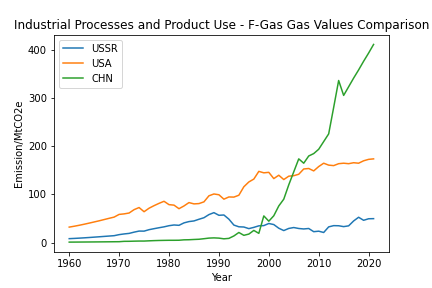 Industrial Processes and Product Use - F-Gas Gas Values Comparison
USSR
USA
CHN
Emission/MtCO2e
400
300
200
100
0
1960 1970 1980 1990 2000 2010 2020
Year